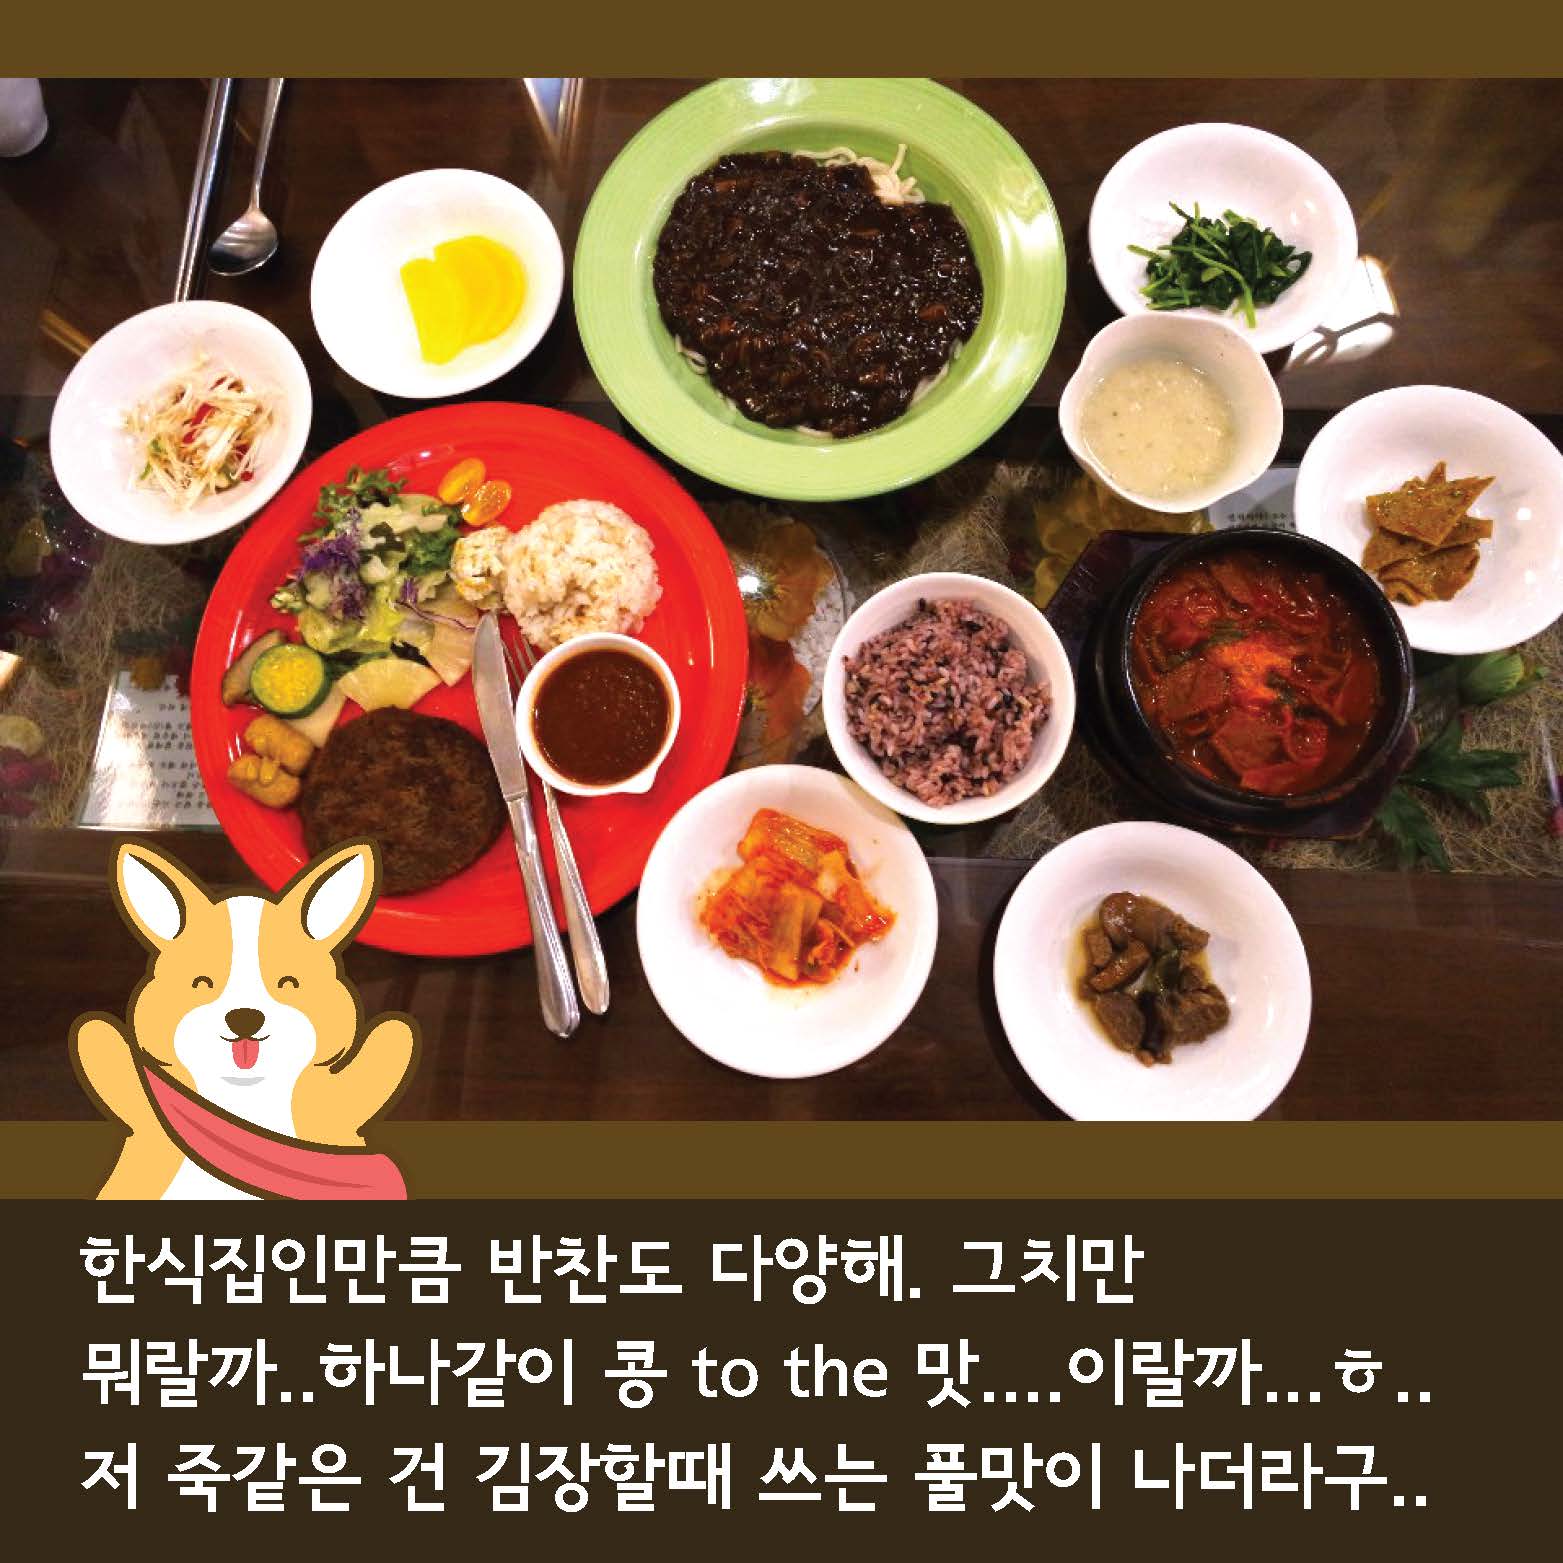 한식집인만큼 반찬도 다양해. 그치만
뭐랄까..하나같이 콩 to the 맛....이랄까...ㅎ..
저 죽같은 건 김장할때 쓰는 풀맛이 나더라구..